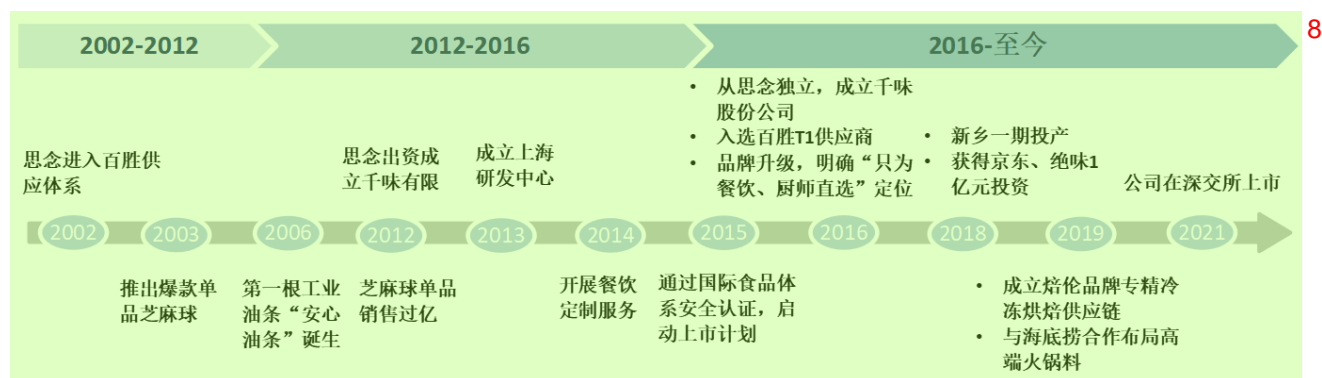 2002-2012
2012-2016
2016-至今
8
思念进入百胜供
应体系
思念出资成
立千味有限
成立上海
研发中心
• 从思念独立，成立千味
股份公司
• 入选百胜T1供应商
• 品牌升级，明确“只为
餐饮、厨师直选”定位
• 新乡一期投产
• 获得京东、绝味1
亿元投资
公司在深交所上市
2002
2003
2006
2012
2013
2014
2015
2016
2018
2019
2021
推出爆款单
品芝麻球
第一根工业
油条“安心
油条”诞生
芝麻球单品
销售过亿
开展餐饮
定制服务
通过国际食品体
系安全认证，启
动上市计划
• 成立焙伦品牌专精冷
冻烘焙供应链
• 与海底捞合作布局高
端火锅料